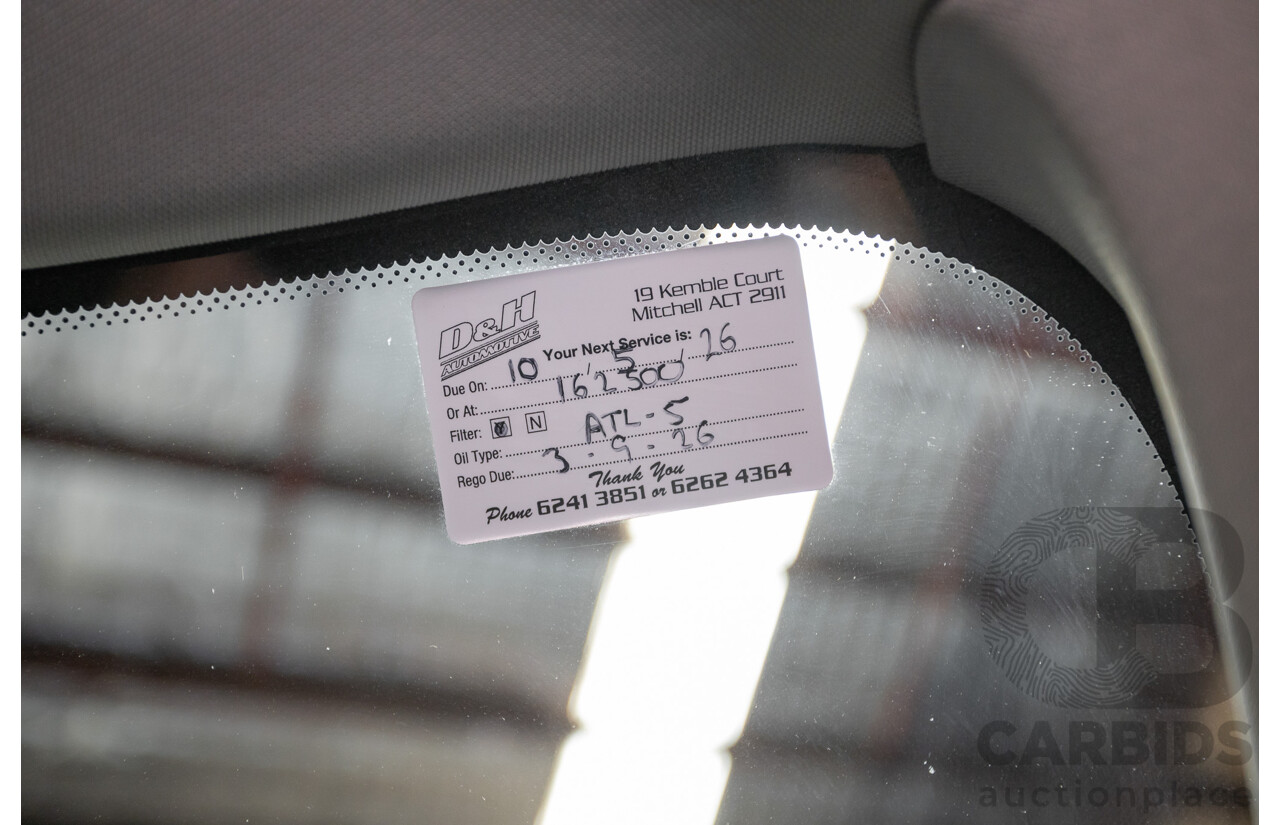 D&H
AUTOMOTIVE
19 Kemble Court
Mitchell ACT 2911
Your Next Service is:
Due On: 10 / 5 / 26
Or At: 162500
Filter: Y N
Oil Type: ATL-5
Rego Due: 3 - 9 - 26
Thank You
Phone 6241 3851 or 6262 4364
CB
CARBIDS
auctionplace